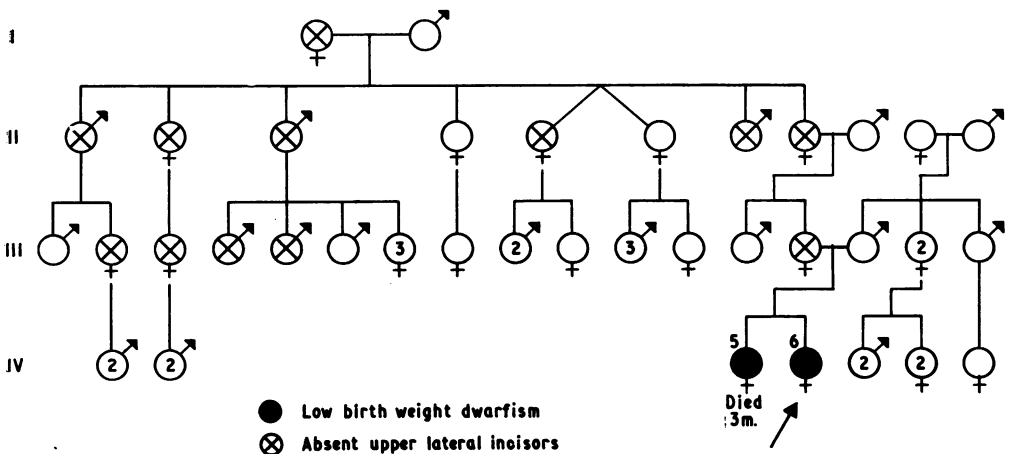 I
II
III
3
2
3
2
IV
2
2
5
6
2
2
Died
3m.
Low birth weight dwarfism
Absent upper lateral incisors